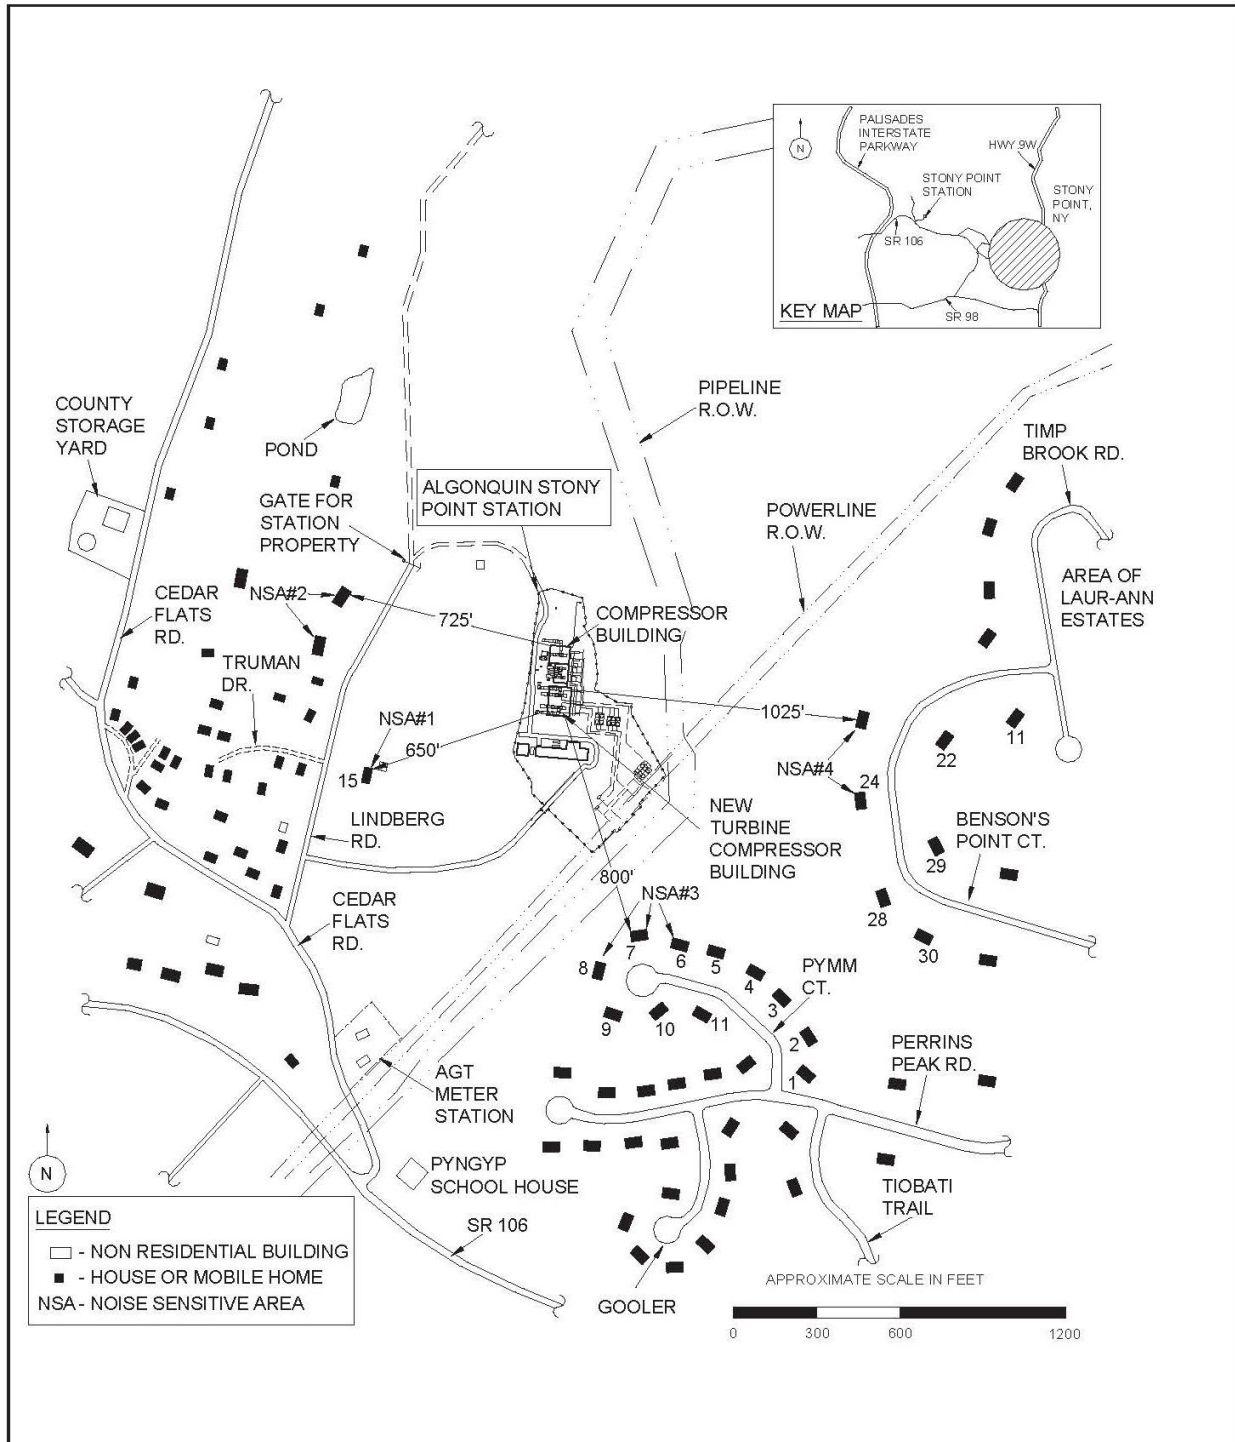 PALISADES
INTERSTATE
PARKWAY
HWY 9W
N
STONY POINT
STATION
STONY
POINT,
NY
SR 106
KEY MAP
SR 98
PIPELINE
R.O.W.
COUNTY
STORAGE
YARD
POND
TIMP
BROOK RD.
ALGONQUIN STONY
POINT STATION
GATE FOR
STATION
PROPERTY
POWERLINE
R.O.W.
CEDAR
FLATS
RD.
NSA#2
725'
COMPRESSOR
BUILDING
AREA OF
LAUR-ANN
ESTATES
TRUMAN
DR.
NSA#1
650'
15
1025'
NSA#4
24
22
11
LINDBERG
RD.
NEW
TURBINE
COMPRESSOR
BUILDING
BENSON'S
POINT CT.
29
28
30
800'
NSA#3
CEDAR
FLATS
RD.
7
6
5
4
3
2
1
8
9
10
11
PYMM
CT.
AGT
METER
STATION
PERRINS
PEAK RD.
PYNGYP
SCHOOL HOUSE
TIOBATI
TRAIL
SR 106
GOOLER
N
LEGEND
- NON RESIDENTIAL BUILDING
- HOUSE OR MOBILE HOME
NSA - NOISE SENSITIVE AREA
APPROXIMATE SCALE IN FEET
0 300 600 1200